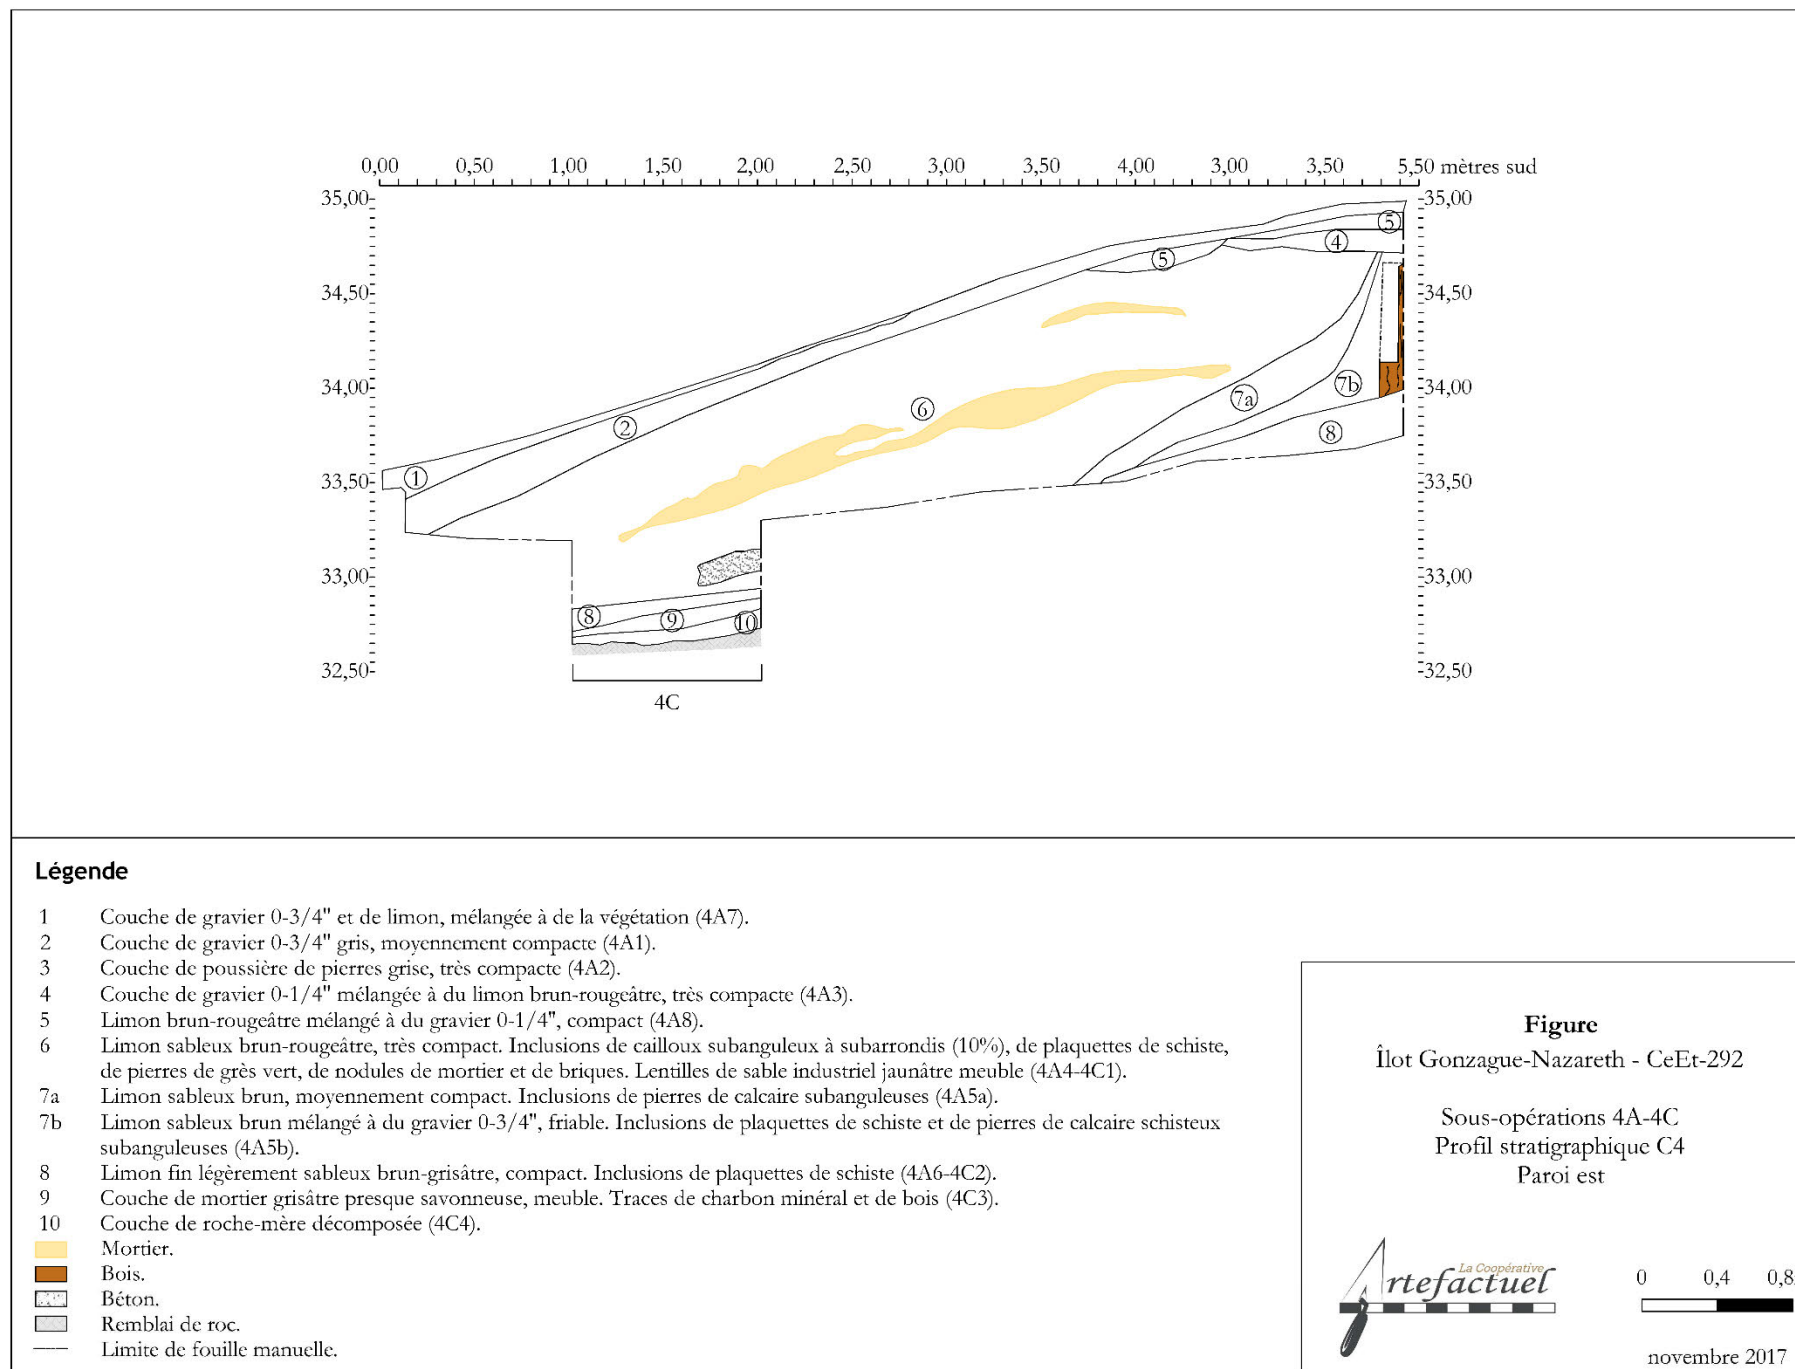 0,00 0,50 1,00 1,50 2,00 2,50 3,00 3,50 4,00 3,00 3,50 5,50 mètres sud
35,00 35,00
34,50 34,50
34,00 34,00
33,50 33,50
33,00 33,00
32,50 32,50
5
4
5
6
2
7b
7a
8
1
8
9
10
4C
Légende
1 Couche de gravier 0-3/4" et de limon, mélangée à de la végétation (4A7).
2 Couche de gravier 0-3/4" gris, moyennement compacte (4A1).
3 Couche de poussière de pierres grise, très compacte (4A2).
4 Couche de gravier 0-1/4" mélangée à du limon brun-rougeâtre, très compacte (4A3).
5 Limon brun-rougeâtre mélangé à du gravier 0-1/4", compact (4A8).
6 Limon sableux brun-rougeâtre, très compact. Inclusions de cailloux subanguleux à subarrondis (10%), de plaquettes de schiste,
de pierres de grès vert, de nodules de mortier et de briques. Lentilles de sable industriel jaunâtre meuble (4A4-4C1).
7a Limon sableux brun, moyennement compact. Inclusions de pierres de calcaire subanguleuses (4A5a).
7b Limon sableux brun mélangé à du gravier 0-3/4", friable. Inclusions de plaquettes de schiste et de pierres de calcaire schisteux
subanguleuses (4A5b).
8 Limon fin légèrement sableux brun-grisâtre, compact. Inclusions de plaquettes de schiste (4A6-4C2).
9 Couche de mortier grisâtre presque savonneuse, meuble. Traces de charbon minéral et de bois (4C3).
10 Couche de roche-mère décomposée (4C4).
Mortier.
Bois.
Béton.
Remblai de roc.
Limite de fouille manuelle.
Figure
Îlot Gonzague-Nazareth - CeEt-292
Sous-opérations 4A-4C
Profil stratigraphique C4
Paroi est
La Coopérative
Artefactuel
0 0,4 0,8
novembre 2017